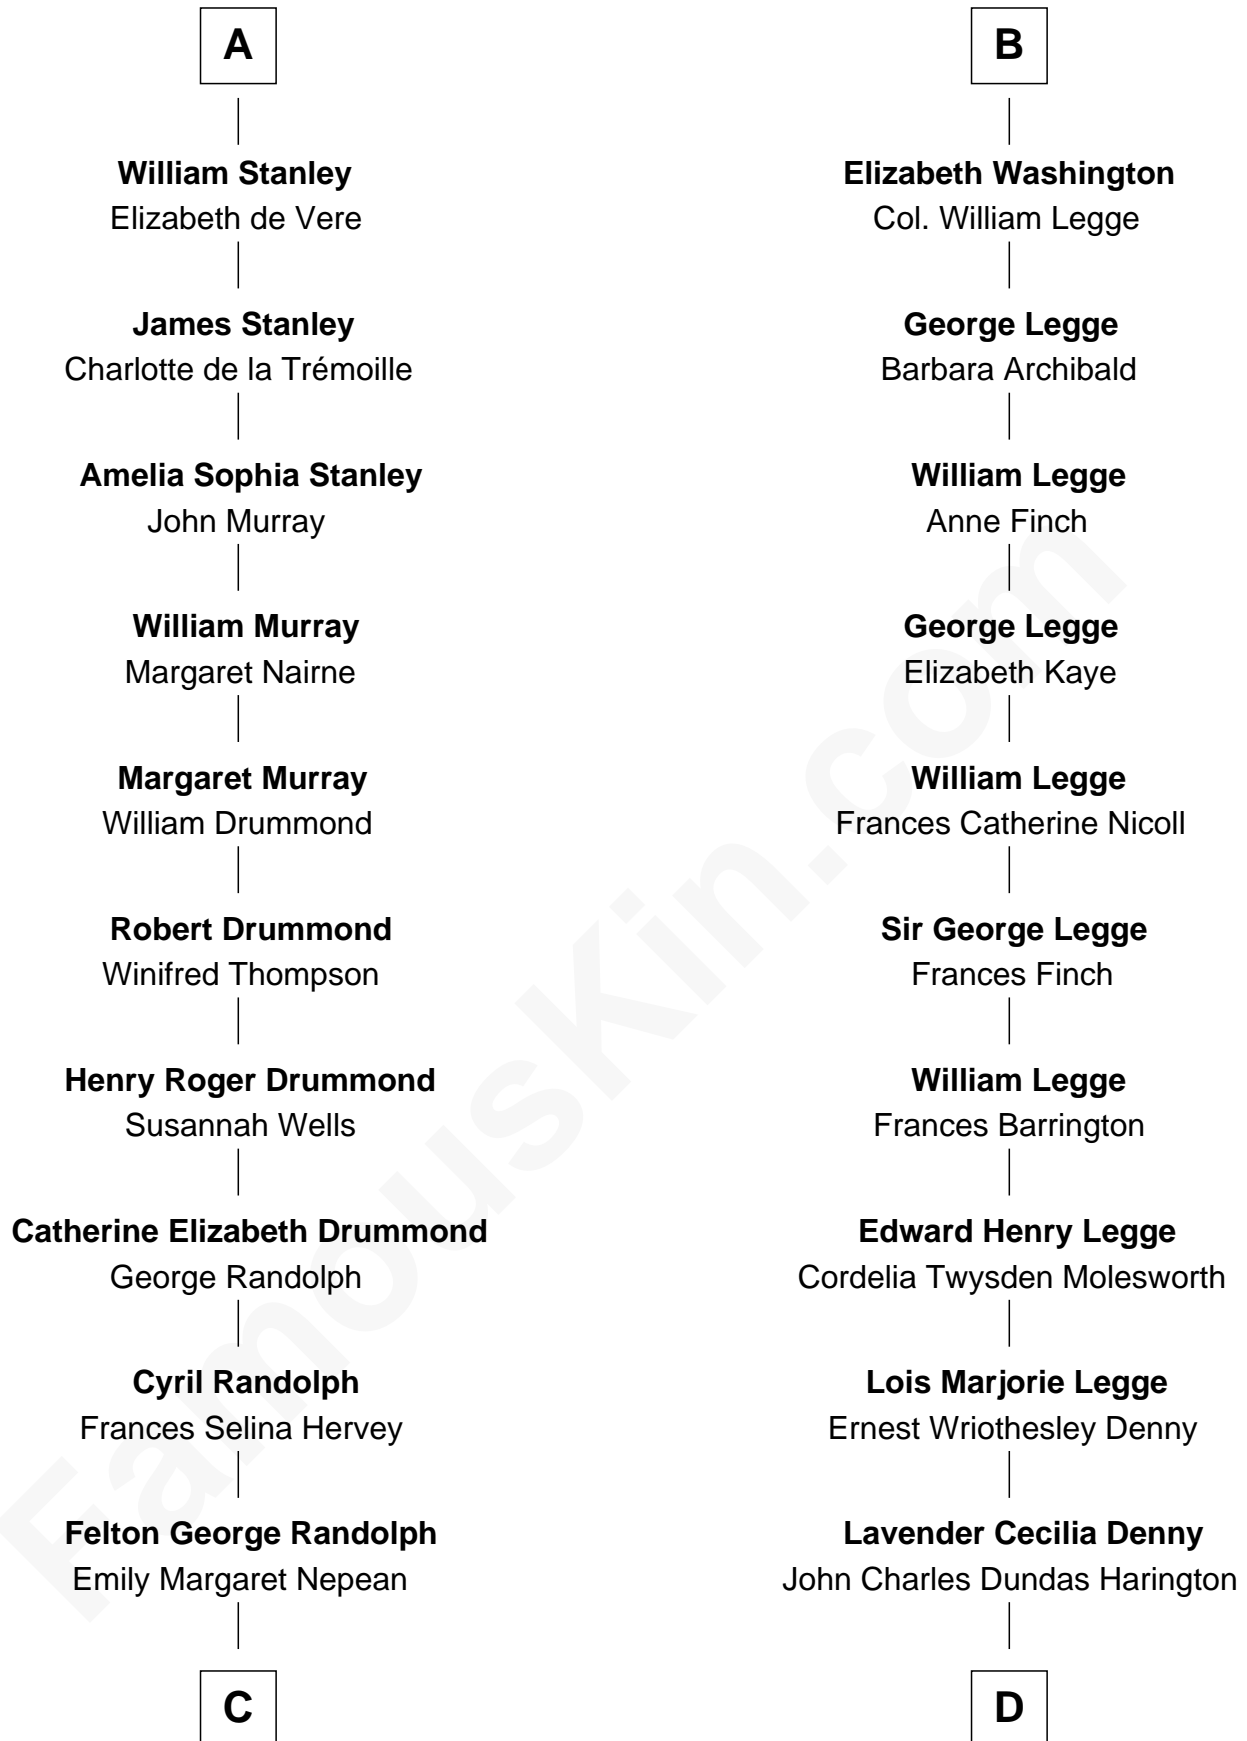 A
William Stanley
Elizabeth de Vere
James Stanley
Charlotte de la Trémoille
Amelia Sophia Stanley
John Murray
William Murray
Margaret Nairne
Margaret Murray
William Drummond
Robert Drummond
Winifred Thompson
Henry Roger Drummond
Susannah Wells
Catherine Elizabeth Drummond
George Randolph
Cyril Randolph
Frances Selina Hervey
Felton George Randolph
Emily Margaret Nepean
C
B
Elizabeth Washington
Col. William Legge
George Legge
Barbara Archibald
William Legge
Anne Finch
George Legge
Elizabeth Kaye
William Legge
Frances Catherine Nicoll
Sir George Legge
Frances Finch
William Legge
Frances Barrington
Edward Henry Legge
Cordelia Twysden Molesworth
Lois Marjorie Legge
Ernest Wriothesley Denny
Lavender Cecilia Denny
John Charles Dundas Harington
D
FamousKin.com